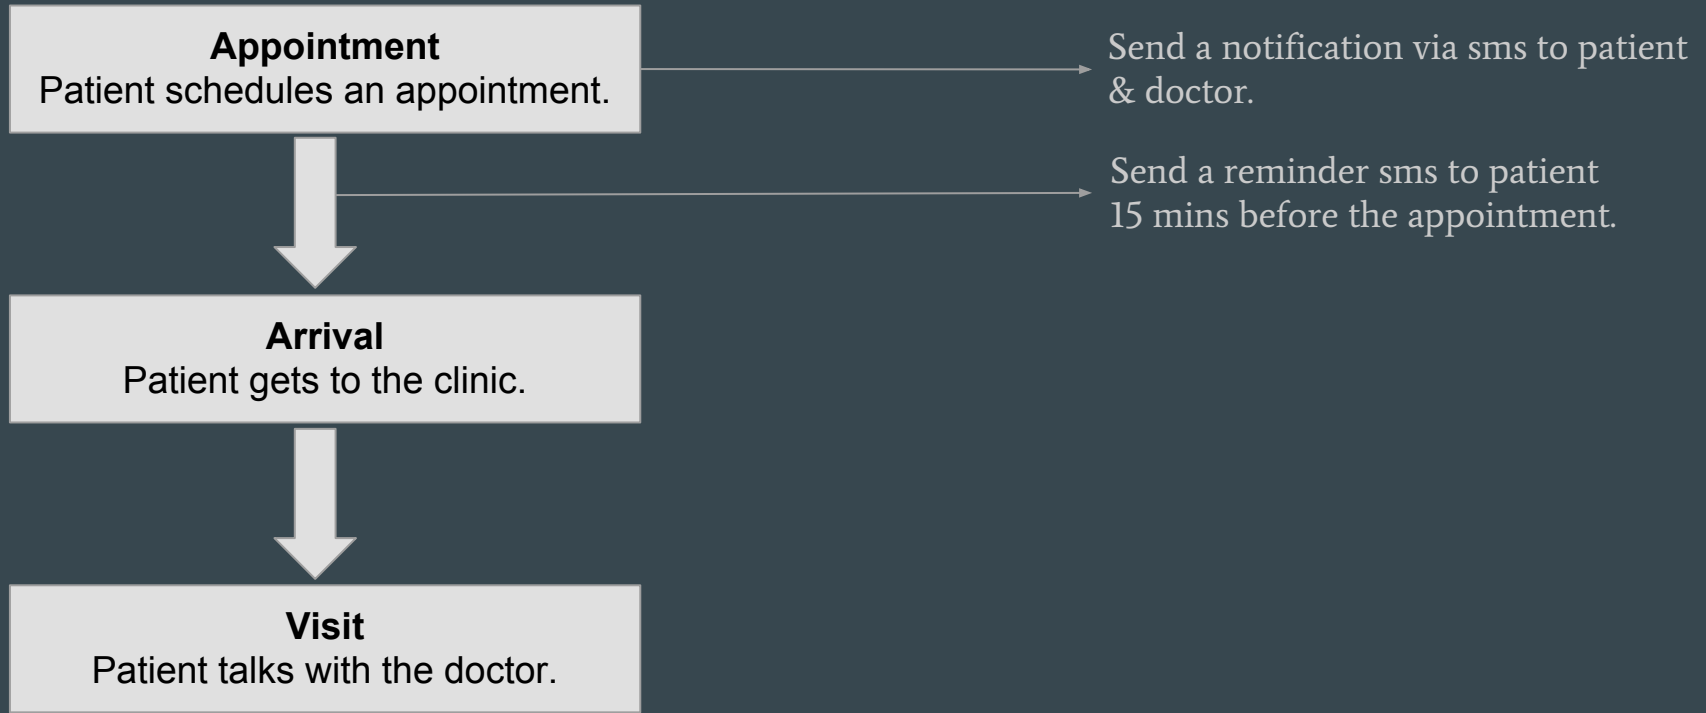 Appointment
Patient schedules an appointment.
Send a notification via sms to patient
& doctor.
Send a reminder sms to patient
15 mins before the appointment.
Arrival
Patient gets to the clinic.
Visit
Patient talks with the doctor.